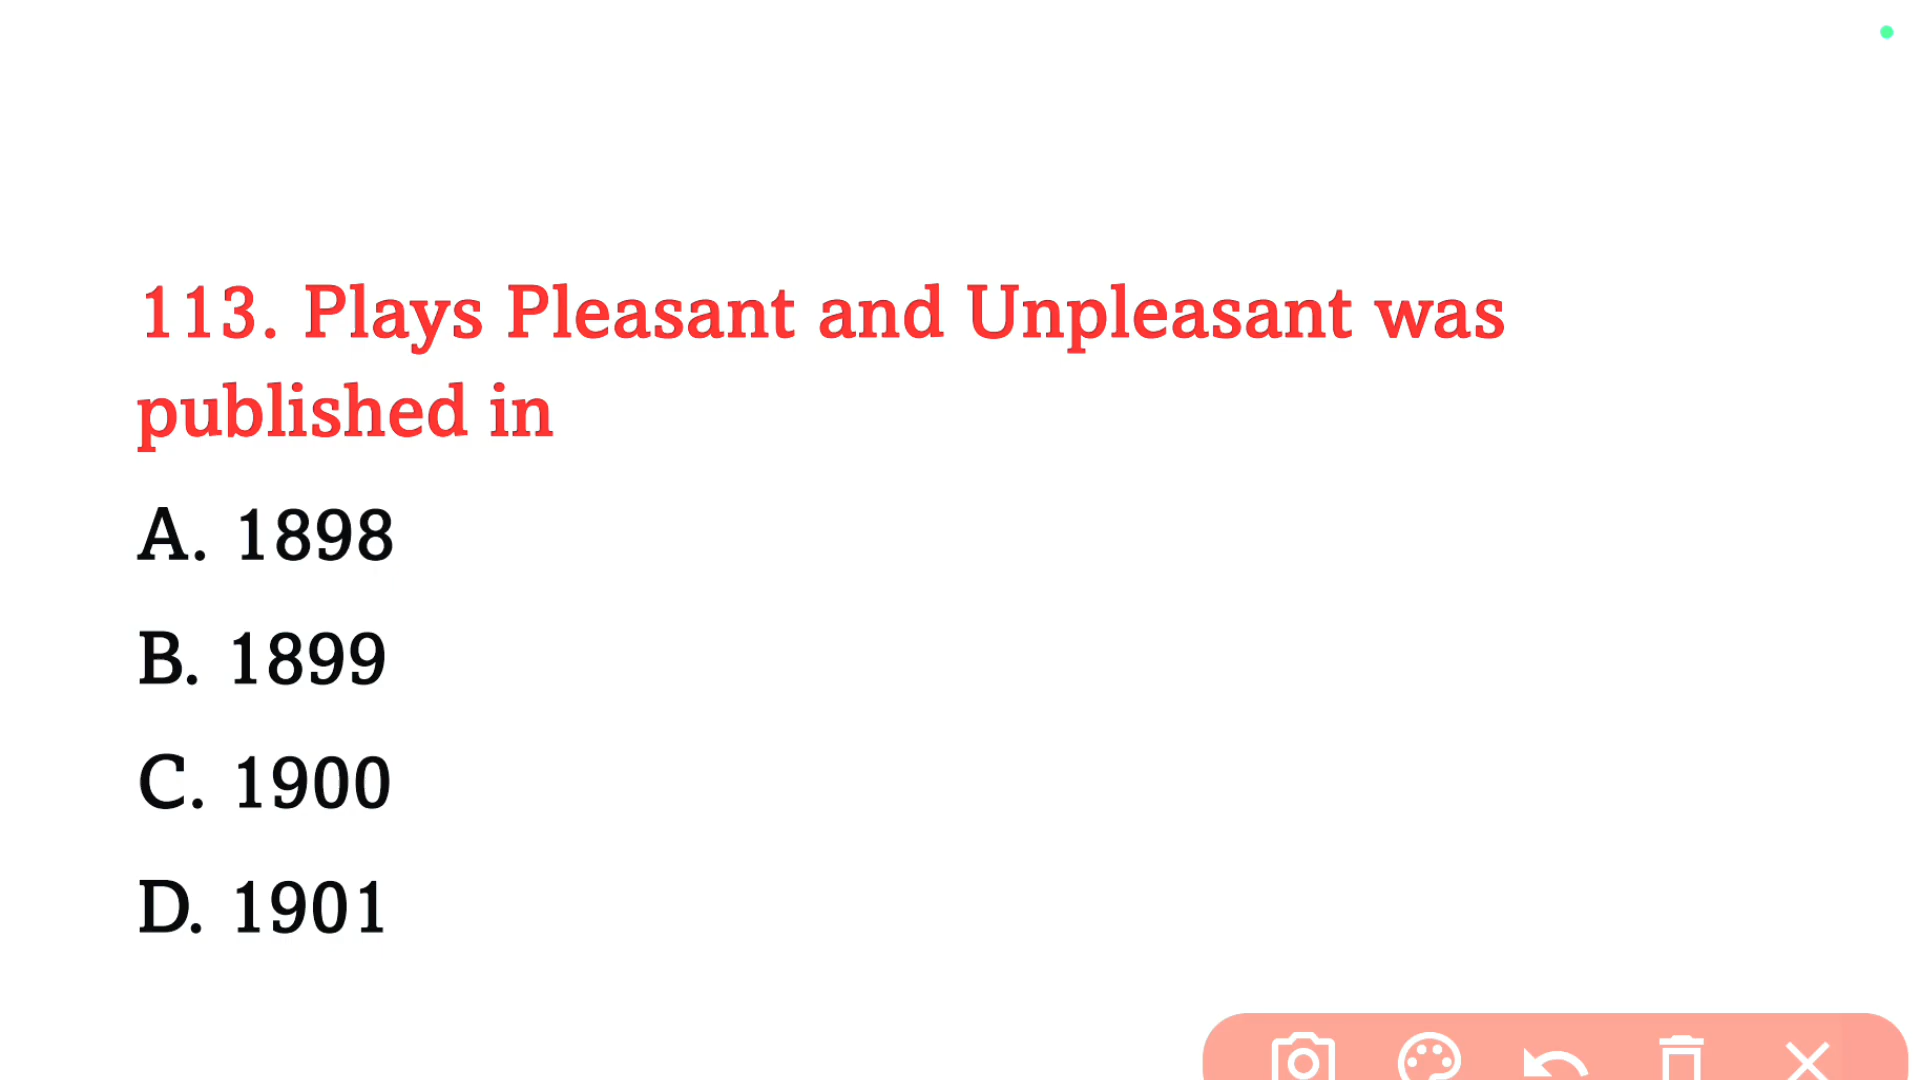 113. Plays Pleasant and Unpleasant was
published in
A. 1898
B. 1899
C. 1900
D. 1901